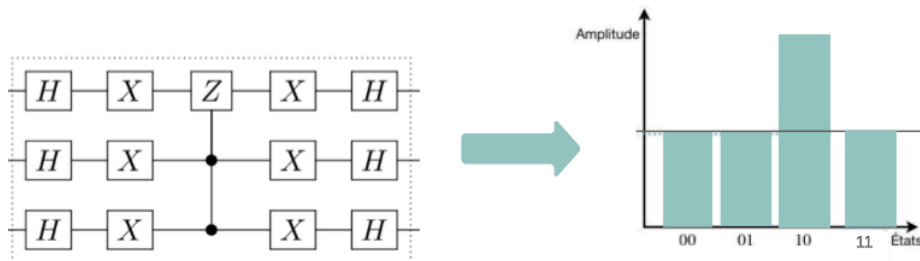 H X Z X H
H X X H
H X X H
Amplitude
00 01 10 11 États